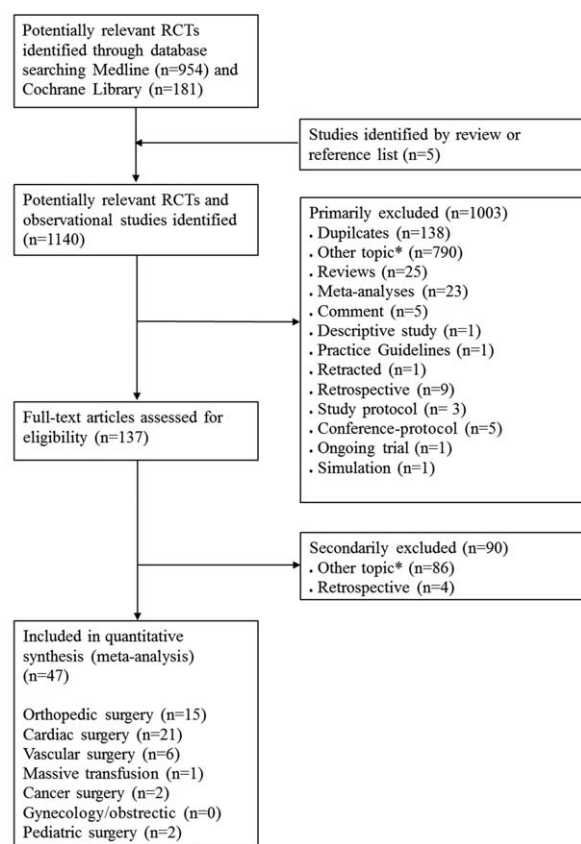 Potentially relevant RCTs
identified through database
searching Medline (n=954) and
Cochrane Library (n=181)
Studies identified by review or
reference list (n=5)
Potentially relevant RCTs and
observational studies identified
(n=1140)
Primarily excluded (n=1003)
. Dupilcates (n=138)
. Other topic* (n=790)
. Reviews (n=25)
. Meta-analyses (n=23)
. Comment (n=5)
. Descriptive study (n=1)
. Practice Guidelines (n=1)
. Retracted (n=1)
. Retrospective (n=9)
. Study protocol (n= 3)
. Conference-protocol (n=5)
. Ongoing trial (n=1)
. Simulation (n=1)
Full-text articles assessed for
eligibility (n=137)
Secondarily excluded (n=90)
. Other topic* (n=86)
. Retrospective (n=4)
Included in quantitative
synthesis (meta-analysis)
(n=47)
Orthopedic surgery (n=15)
Cardiac surgery (n=21)
Vascular surgery (n=6)
Massive transfusion (n=1)
Cancer surgery (n=2)
Gynecology/obstrectic (n=0)
Pediatric surgery (n=2)